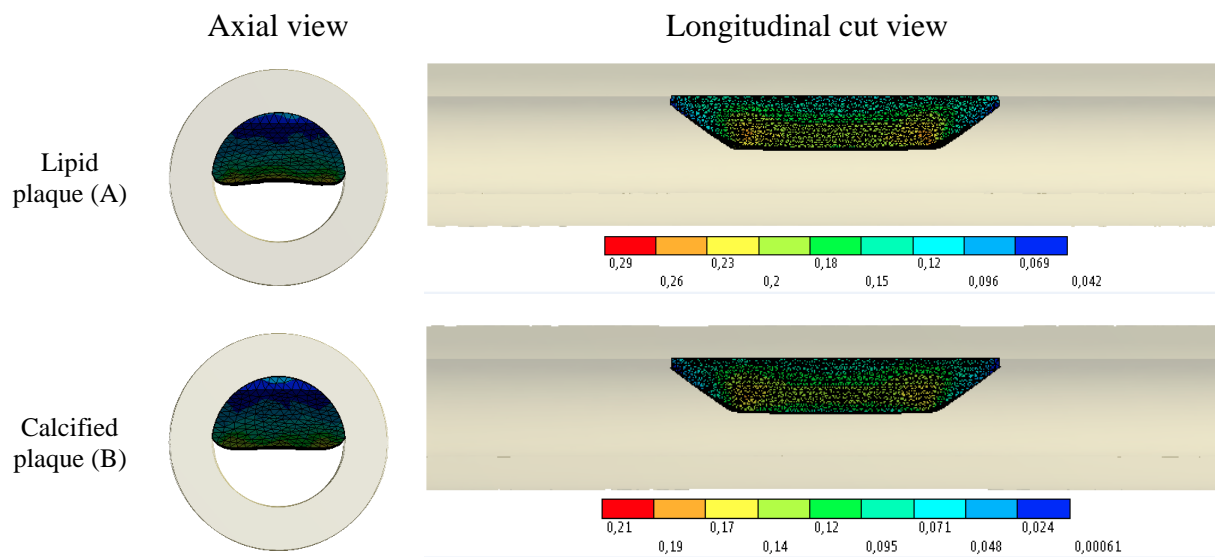 Axial view
Longitudinal cut view
Lipid
plaque (A)
0,29 0,23 0,18 0,12 0,069
0,26 0,2 0,15 0,096 0,042
Calcified
plaque (B)
0,21 0,17 0,12 0,071 0,024
0,19 0,14 0,095 0,048 0,00061